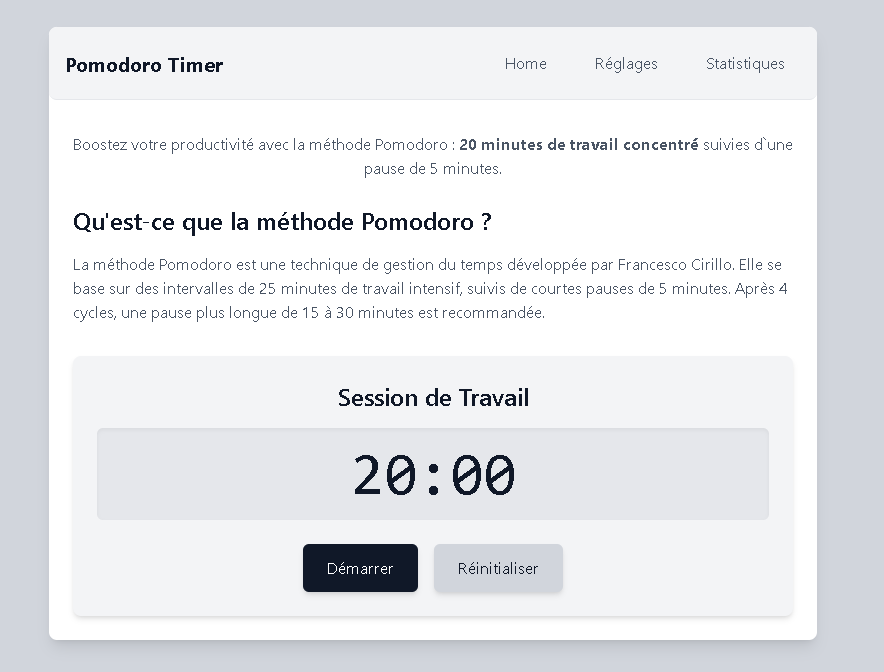 Pomodoro Timer
Home Réglages Statistiques
Boostez votre productivité avec la méthode Pomodoro : 20 minutes de travail concentré suivies d`une
pause de 5 minutes.
Qu'est-ce que la méthode Pomodoro ?
La méthode Pomodoro est une technique de gestion du temps développée par Francesco Cirillo. Elle se
base sur des intervalles de 25 minutes de travail intensif, suivis de courtes pauses de 5 minutes. Après 4
cycles, une pause plus longue de 15 à 30 minutes est recommandée.
Session de Travail
20:00
Démarrer Réinitialiser